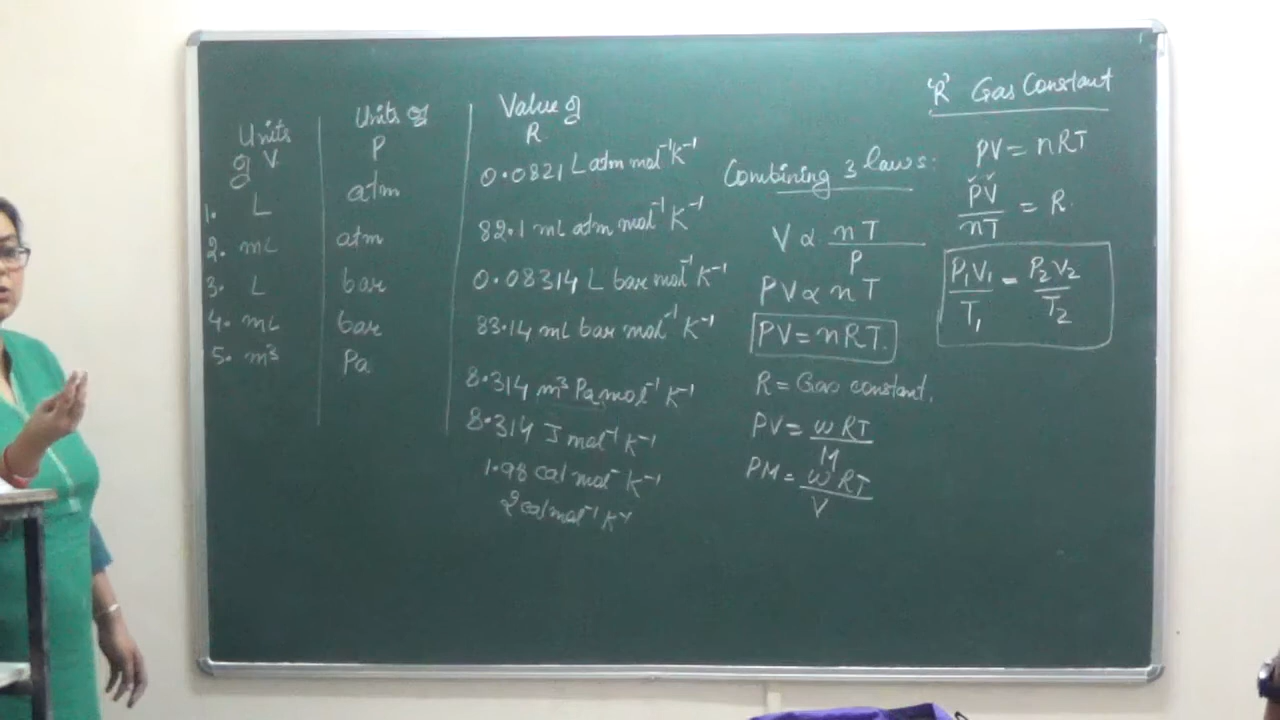 Units of V
1. L
2. mL
3. L
4. mL
5. m³
Units of P
atm
atm
bar
bar
Pa
Value of R
0.0821 L atm mol⁻¹ K⁻¹
82.1 mL atm mol⁻¹ K⁻¹
0.08314 L bar mol⁻¹ K⁻¹
83.14 mL bar mol⁻¹ K⁻¹
8.314 m³ Pa mol⁻¹ K⁻¹
8.314 J mol⁻¹ K⁻¹
1.98 cal mol⁻ K⁻¹
2 cal mol⁻¹ K⁻¹
Combining 3 laws:
V ∝ nT/P
PV ∝ nT
PV = nRT.
R = Gas constant.
PV = wRT/M
PM = wRT/V
'R' Gas Constant
PV = nRT
PV/nT = R.
P₁V₁/T₁ = P₂V₂/T₂